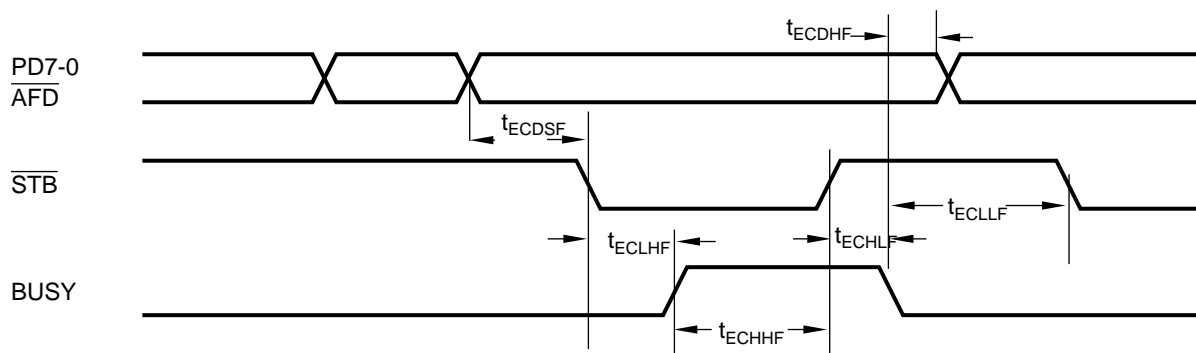 tECDHF
PD7-0
AFD
tECDSF
STB
tECLLF
tECLHF
tECHLF
BUSY
tECHHF